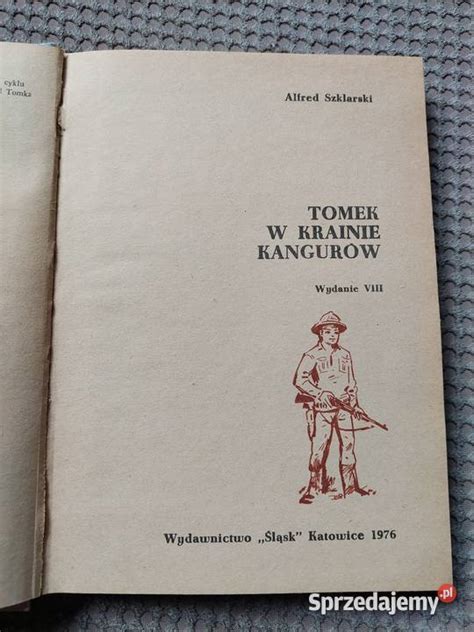 cyklu
Tomka
Alfred Szklarski
TOMEK
W KRAINIE
KANGURÓW
Wydanie VIII
Wydawnictwo „Śląsk” Katowice 1976
Sprzedajemy.pl